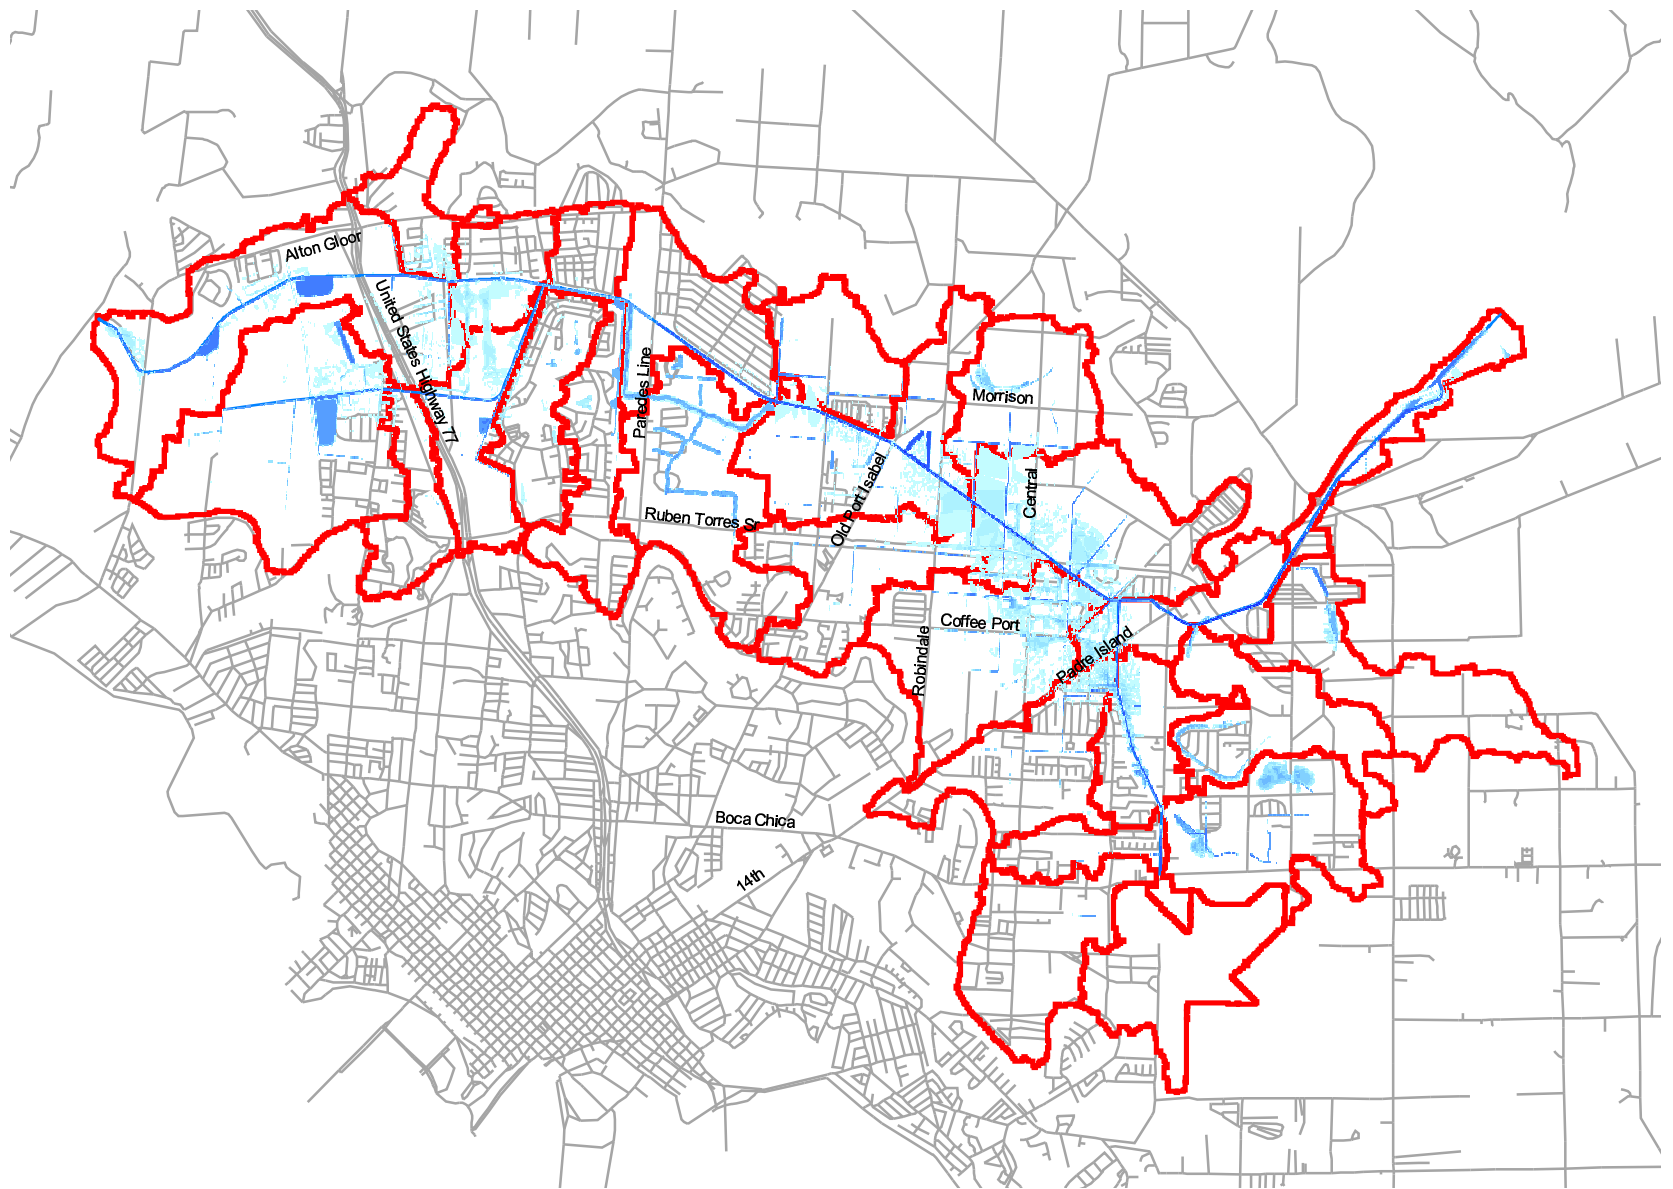 Alton Gloor
United States Highway 77
Paredes Line
Morrison
Old Port Isabel
Central
Ruben Torres Sr
Coffee Port
Robindale
Padre Island
Boca Chica
14th